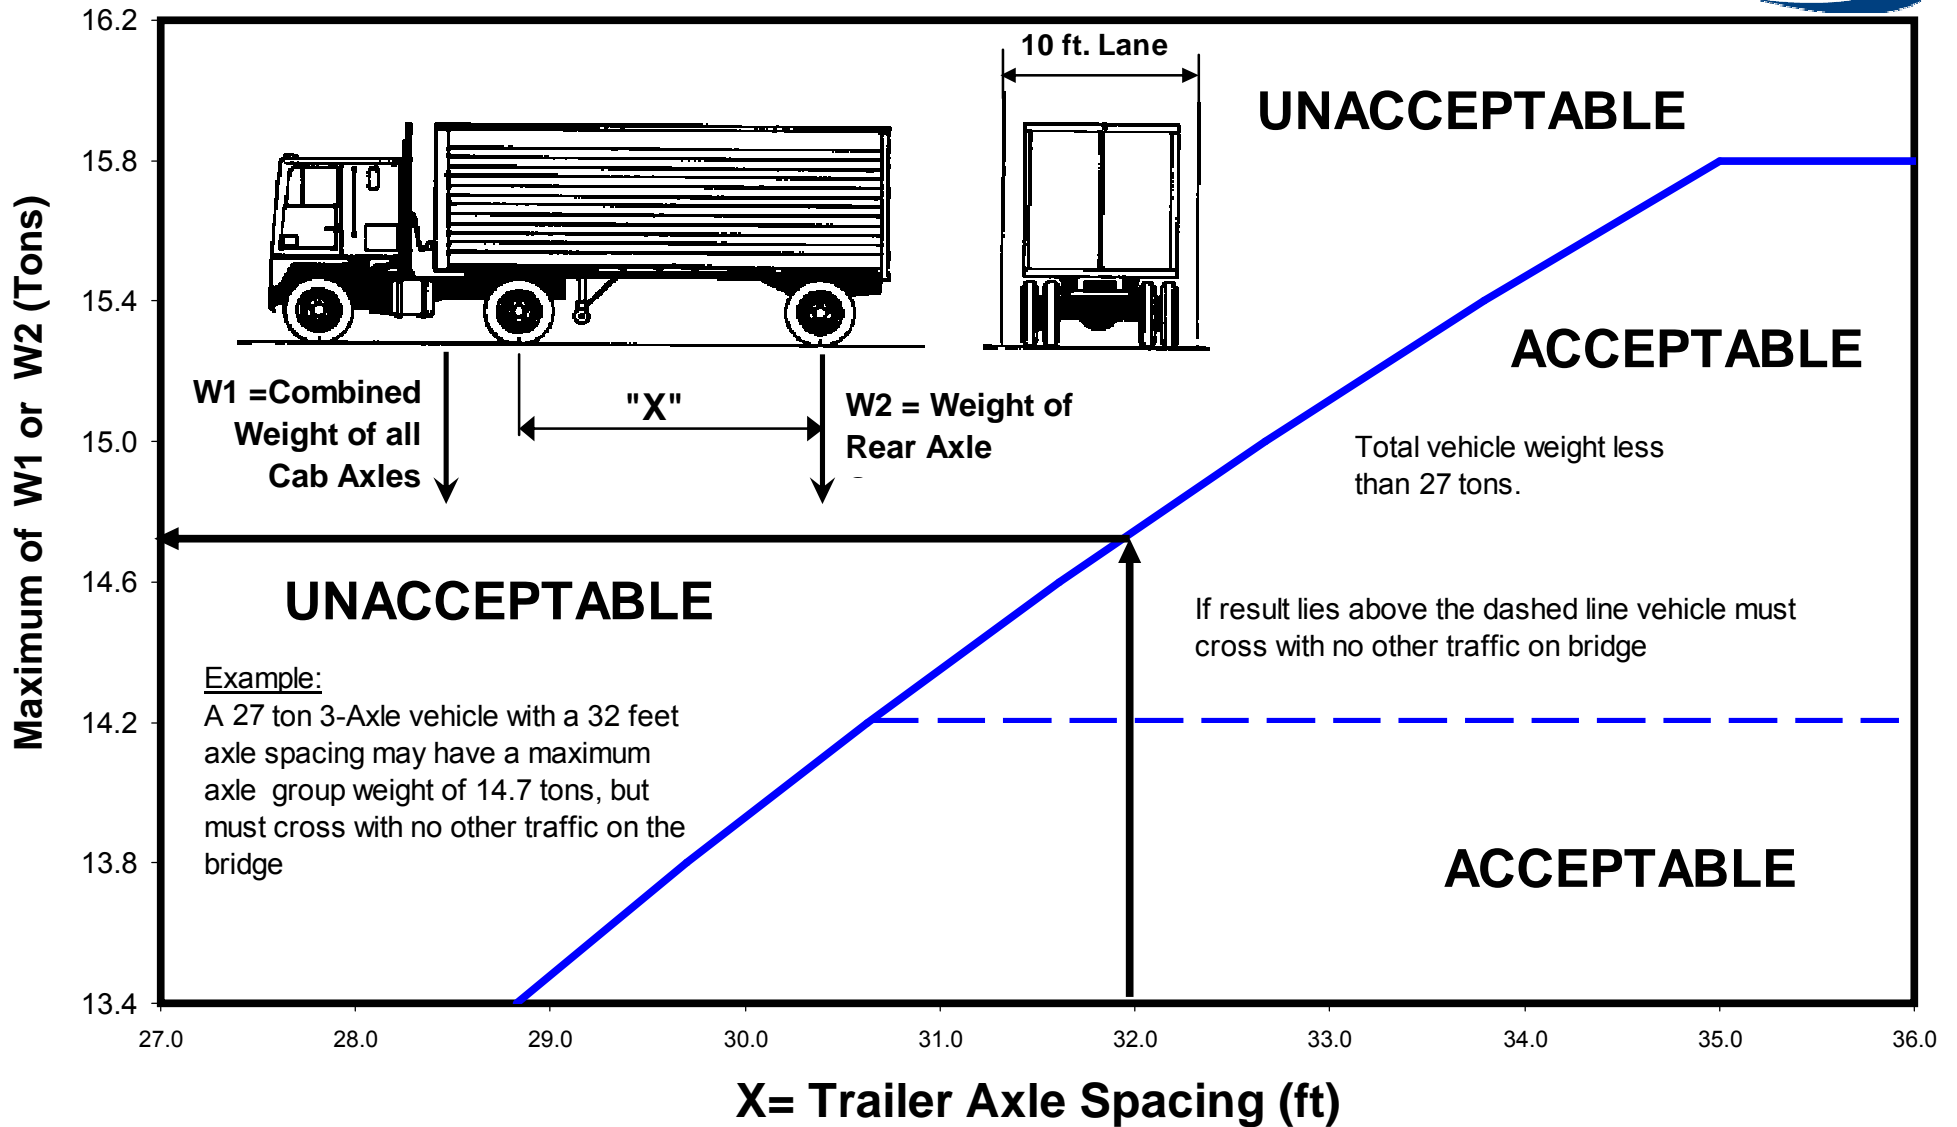 16.2
15.8
15.4
15.0
14.6
14.2
13.8
13.4
Maximum of W1 or W2 (Tons)
10 ft. Lane
UNACCEPTABLE
W1 =Combined
Weight of all
Cab Axles
"X"
W2 = Weight of
Rear Axle
ACCEPTABLE
Total vehicle weight less
than 27 tons.
UNACCEPTABLE
If result lies above the dashed line vehicle must
cross with no other traffic on bridge
Example:
A 27 ton 3-Axle vehicle with a 32 feet
axle spacing may have a maximum
axle group weight of 14.7 tons, but
must cross with no other traffic on the
bridge
ACCEPTABLE
27.0 28.0 29.0 30.0 31.0 32.0 33.0 34.0 35.0 36.0
X= Trailer Axle Spacing (ft)